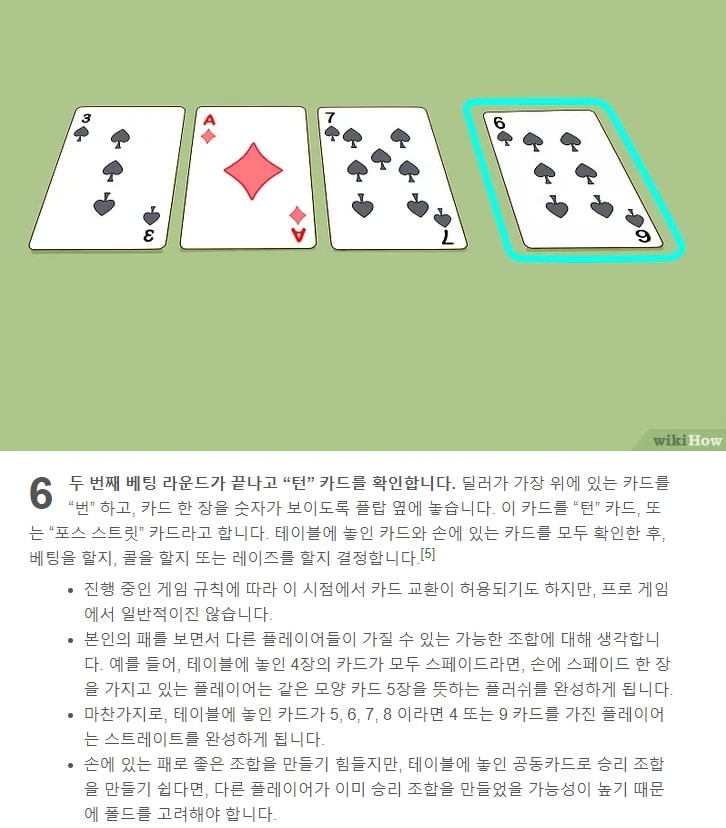 3
A
7
6
3
A
7
6
wikiHow
6 두 번째 베팅 라운드가 끝나고 “턴” 카드를 확인합니다. 딜러가 가장 위에 있는 카드를
“번” 하고, 카드 한 장을 숫자가 보이도록 플랍 옆에 놓습니다. 이 카드를 “턴” 카드, 또
는 “포스 스트릿” 카드라고 합니다. 테이블에 놓인 카드와 손에 있는 카드를 모두 확인한 후,
베팅을 할지, 콜을 할지 또는 레이즈를 할지 결정합니다.[5]
• 진행 중인 게임 규칙에 따라 이 시점에서 카드 교환이 허용되기도 하지만, 프로 게임
에서 일반적이진 않습니다.
• 본인의 패를 보면서 다른 플레이어들이 가질 수 있는 가능한 조합에 대해 생각합니
다. 예를 들어, 테이블에 놓인 4장의 카드가 모두 스페이드라면, 손에 스페이드 한 장
을 가지고 있는 플레이어는 같은 모양 카드 5장을 뜻하는 플러쉬를 완성하게 됩니다.
• 마찬가지로, 테이블에 놓인 카드가 5, 6, 7, 8 이라면 4 또는 9 카드를 가진 플레이어
는 스트레이트를 완성하게 됩니다.
• 손에 있는 패로 좋은 조합을 만들기 힘들지만, 테이블에 놓인 공동카드로 승리 조합
을 만들기 쉽다면, 다른 플레이어가 이미 승리 조합을 만들었을 가능성이 높기 때문
에 폴드를 고려해야 합니다.